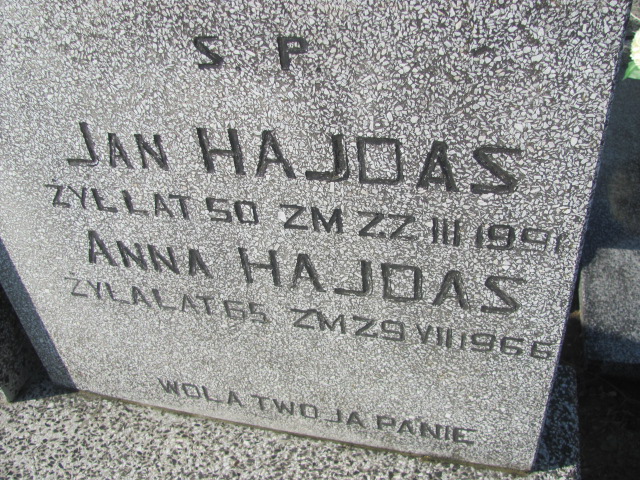 S. P.
JAN HAJDAS
ŻYŁ LAT 50 ZM 22 III 1991
ANNA HAJDAS
ŻYŁA LAT 65 ZM 29 VII 1966
WOLA TWOJA PANIE